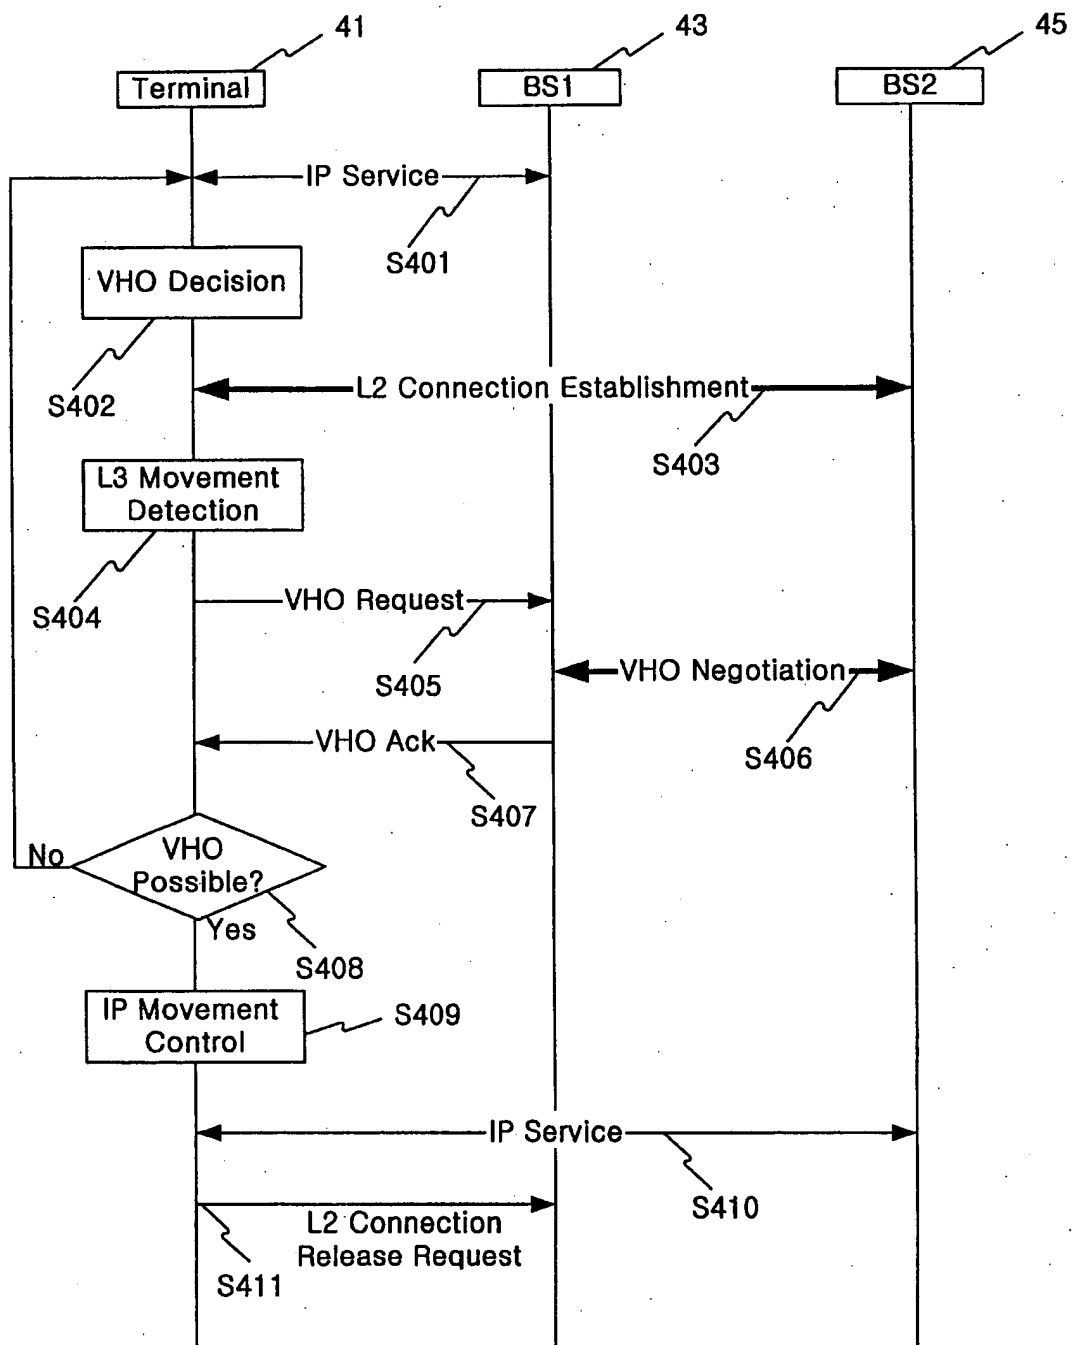 41
43
45
Terminal
BS1
BS2
IP Service
S401
VHO Decision
S402
L2 Connection Establishment
S403
L3 Movement
Detection
S404
VHO Request
S405
VHO Negotiation
S406
VHO Ack
S407
No
VHO
Possible?
Yes
S408
IP Movement
Control
S409
IP Service
S410
L2 Connection
Release Request
S411